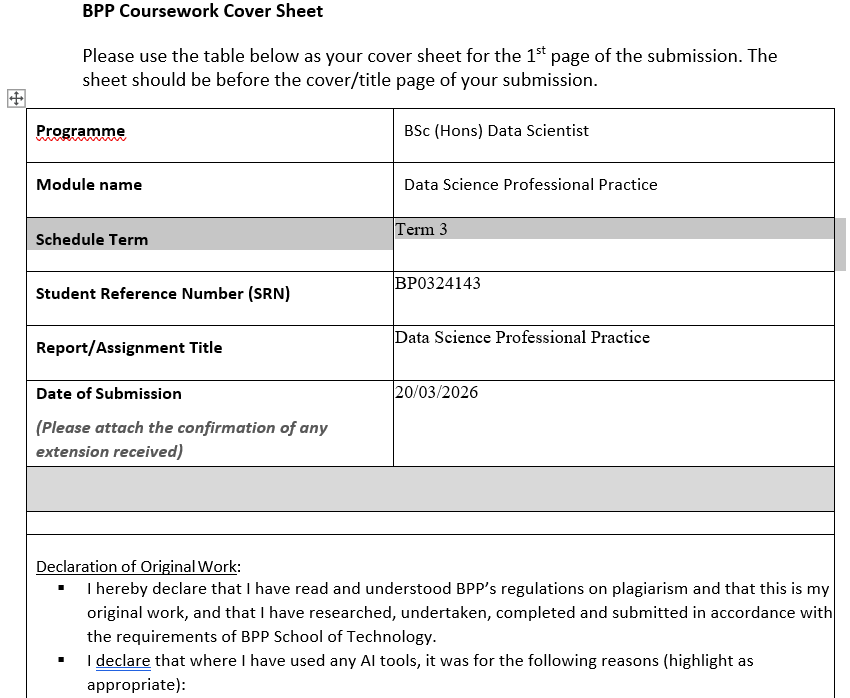 BPP Coursework Cover Sheet
Please use the table below as your cover sheet for the 1st page of the submission. The
sheet should be before the cover/title page of your submission.
Programme
BSc (Hons) Data Scientist
Module name
Data Science Professional Practice
Schedule Term
Term 3
Student Reference Number (SRN)
BP0324143
Report/Assignment Title
Data Science Professional Practice
Date of Submission
20/03/2026
(Please attach the confirmation of any
extension received)
Declaration of Original Work:
▪ I hereby declare that I have read and understood BPP’s regulations on plagiarism and that this is my
original work, and that I have researched, undertaken, completed and submitted in accordance with
the requirements of BPP School of Technology.
▪ I declare that where I have used any AI tools, it was for the following reasons (highlight as
appropriate):